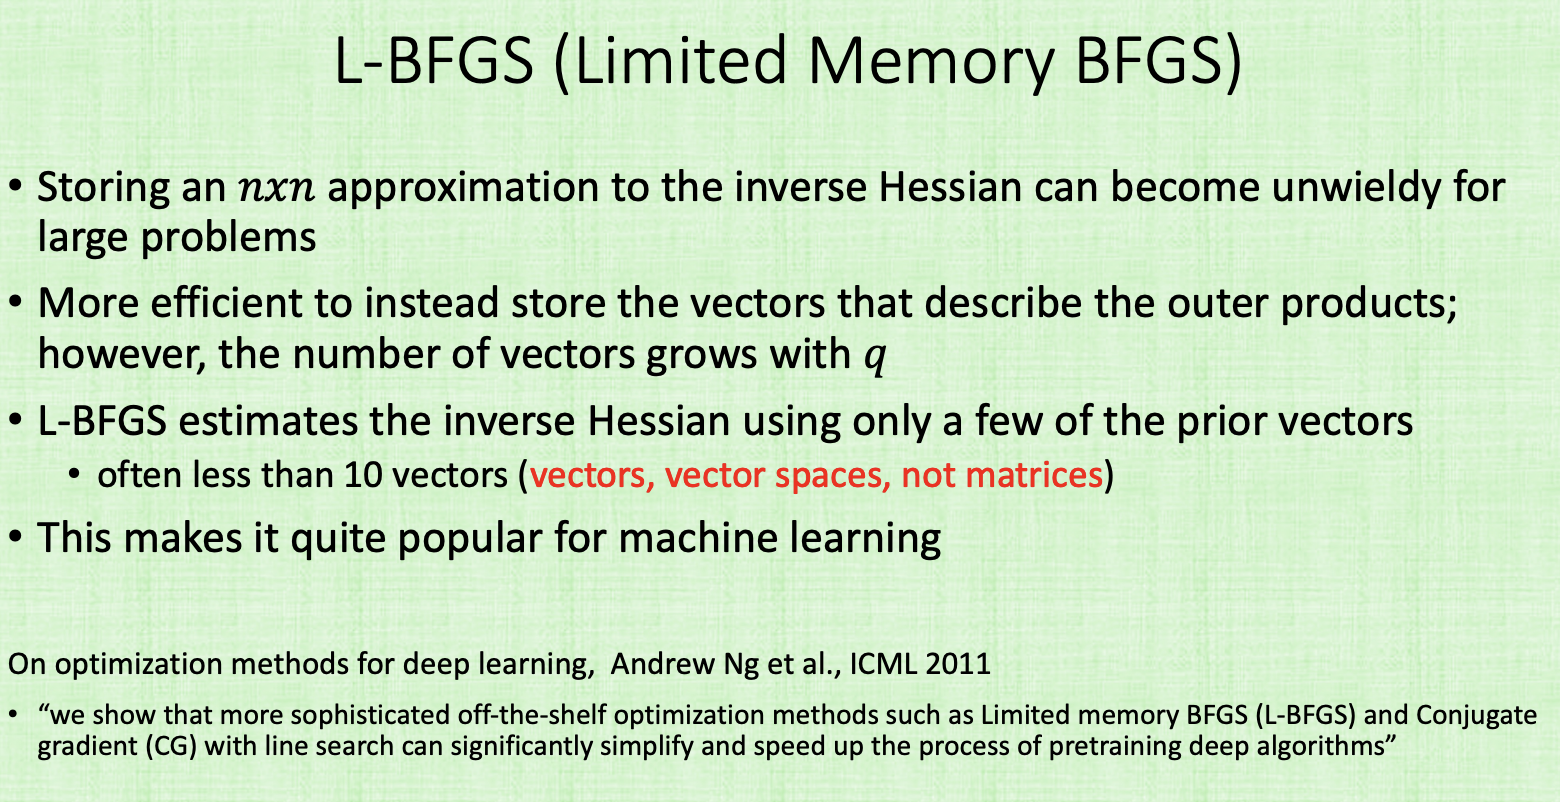 L-BFGS (Limited Memory BFGS)
• Storing an nxn approximation to the inverse Hessian can become unwieldy for
large problems
• More efficient to instead store the vectors that describe the outer products;
however, the number of vectors grows with q
• L-BFGS estimates the inverse Hessian using only a few of the prior vectors
• often less than 10 vectors (vectors, vector spaces, not matrices)
• This makes it quite popular for machine learning
On optimization methods for deep learning, Andrew Ng et al., ICML 2011
• “we show that more sophisticated off-the-shelf optimization methods such as Limited memory BFGS (L-BFGS) and Conjugate
gradient (CG) with line search can significantly simplify and speed up the process of pretraining deep algorithms”